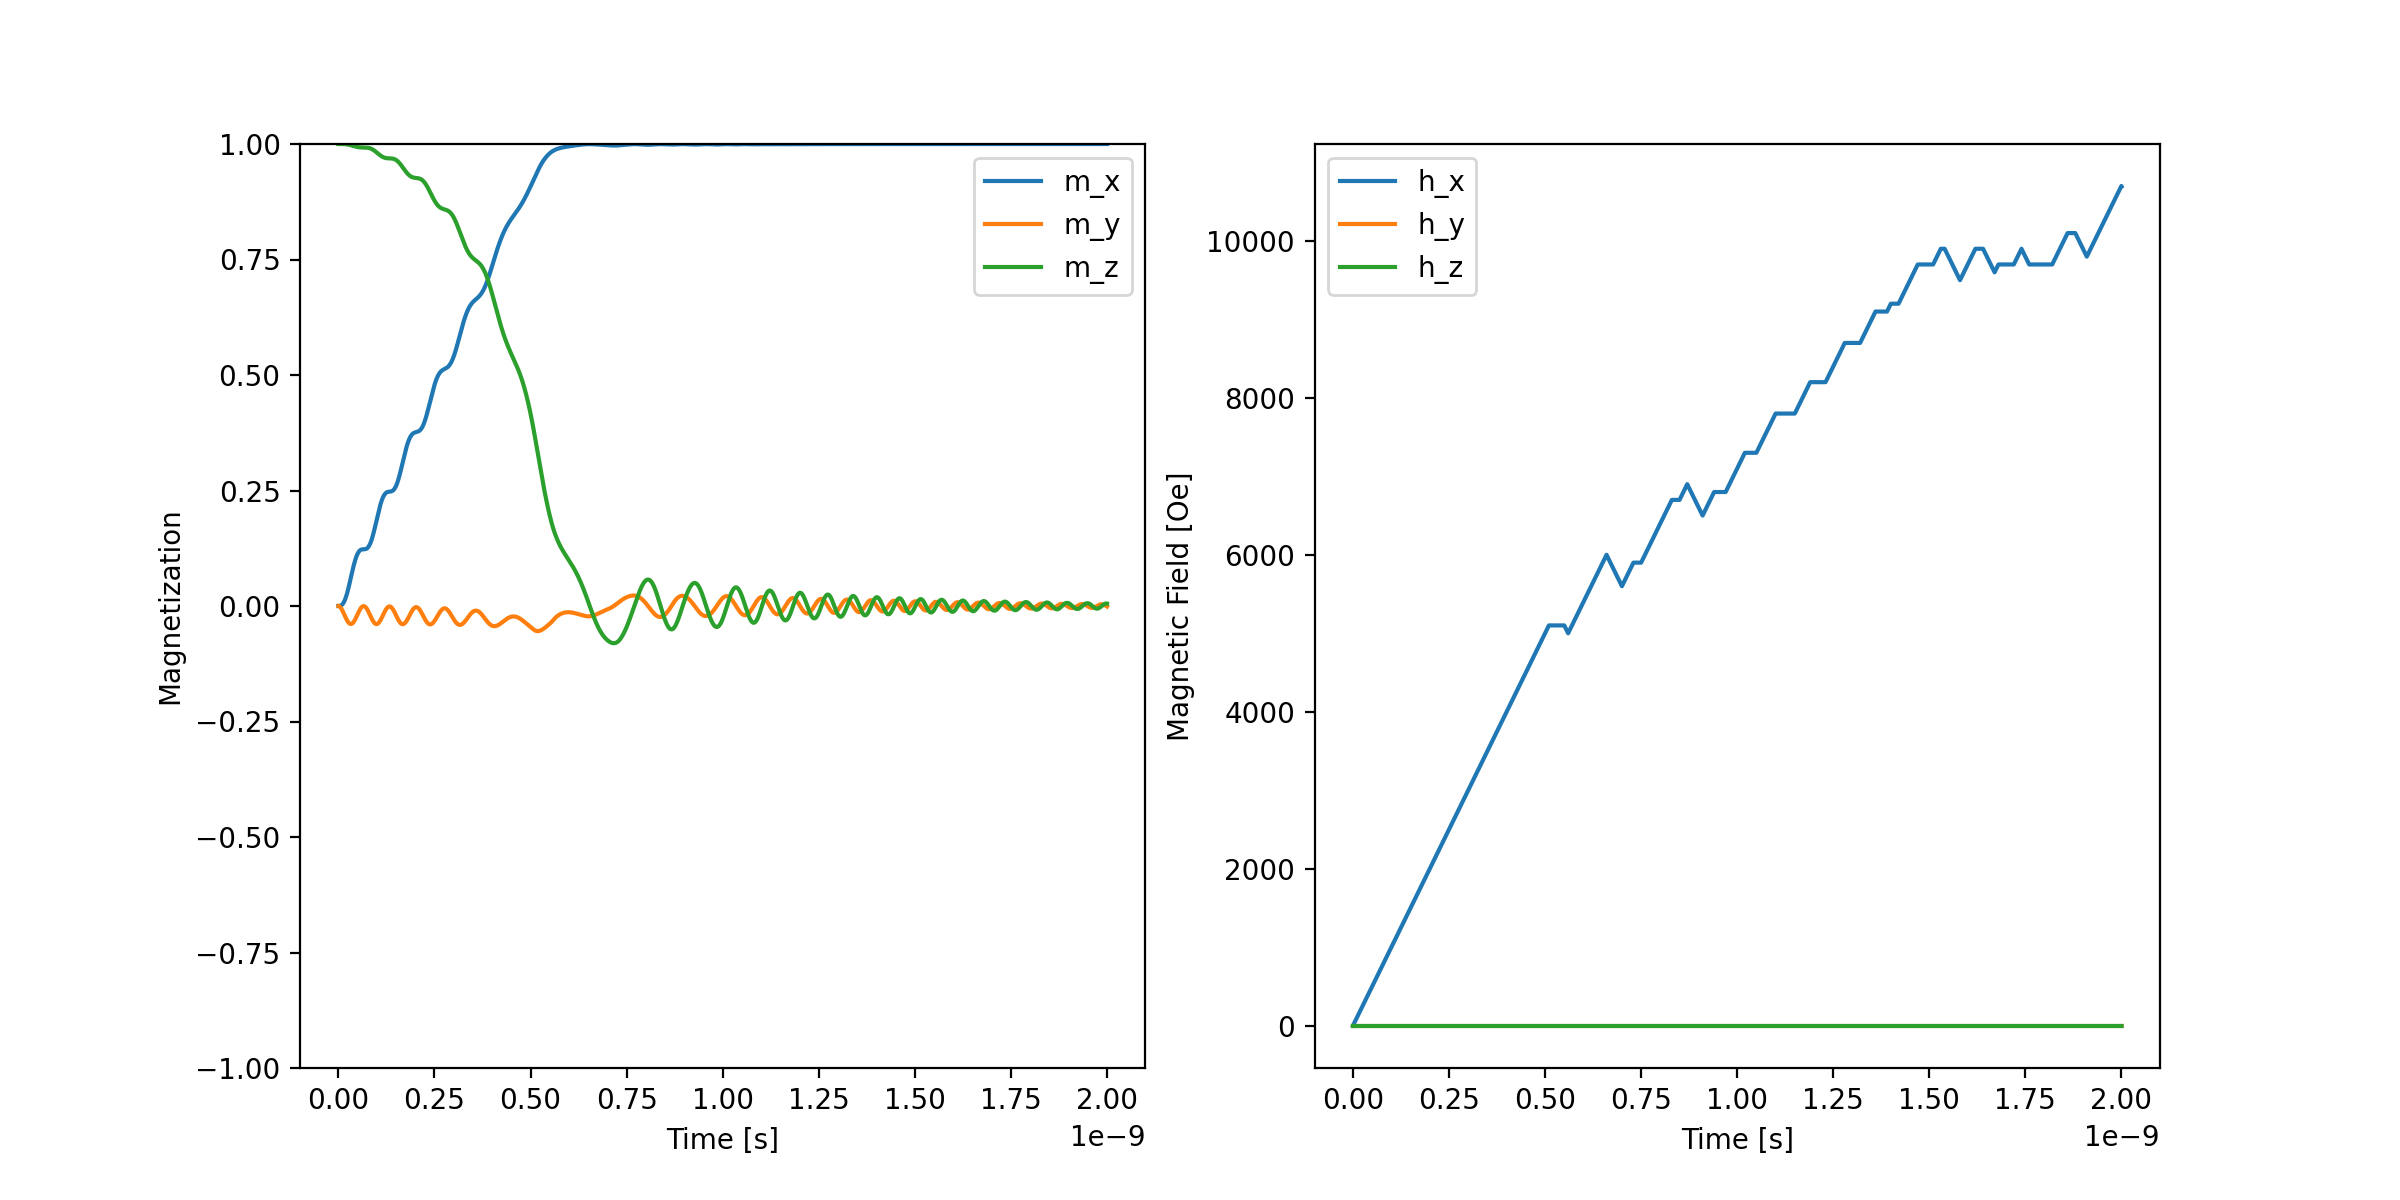 Magnetization
1.00
0.75
0.50
0.25
0.00
−0.25
−0.50
−0.75
−1.00
m_x
m_y
m_z
0.00 0.25 0.50 0.75 1.00 1.25 1.50 1.75 2.00
Time [s]
1e−9
Magnetic Field [Oe]
10000
8000
6000
4000
2000
0
h_x
h_y
h_z
0.00 0.25 0.50 0.75 1.00 1.25 1.50 1.75 2.00
Time [s]
1e−9